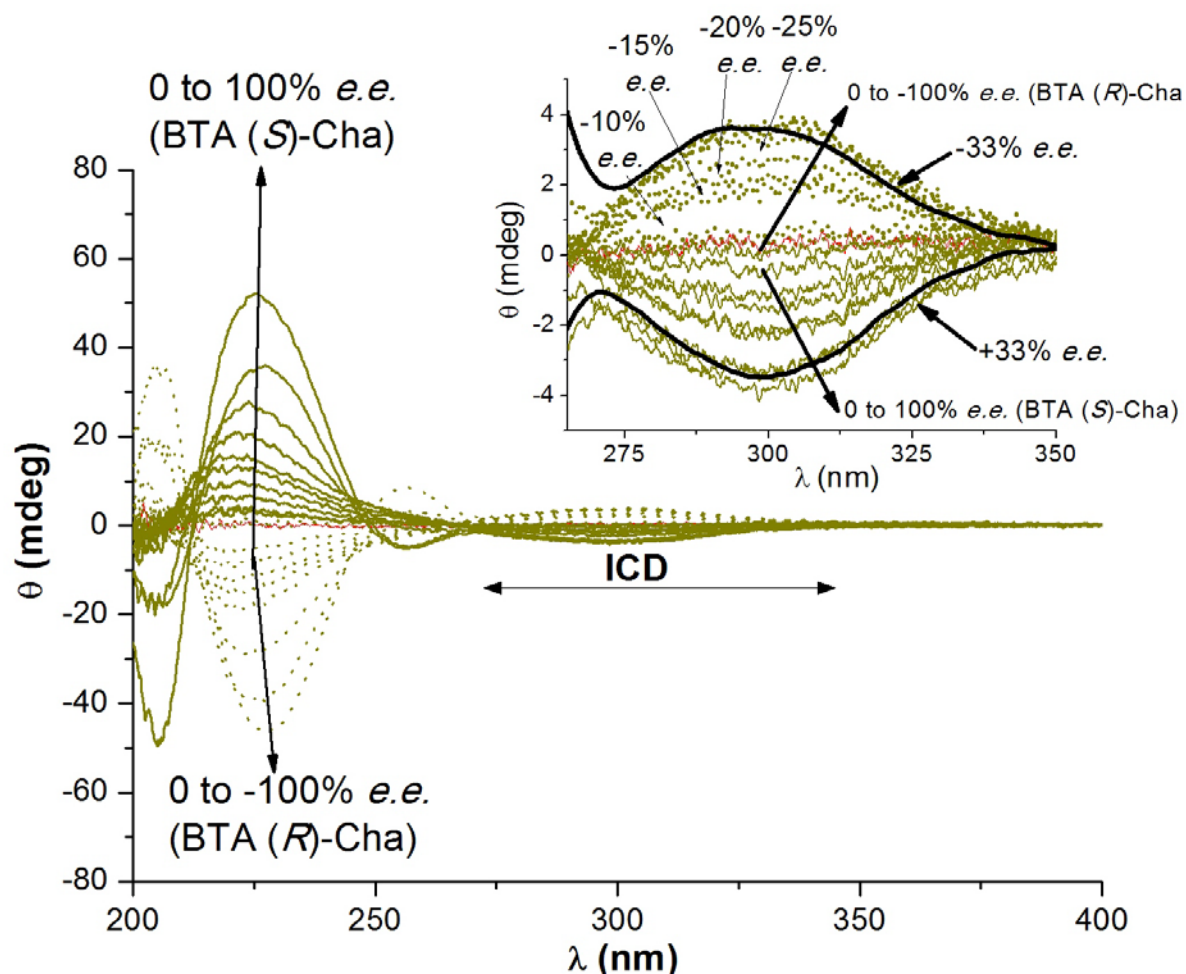 0 to 100% e.e.
(BTA (S)-Cha)
-15%
e.e.
-20%
e.e.
-25%
e.e.
-10%
e.e.
0 to -100% e.e. (BTA (R)-Cha
-33% e.e.
+33% e.e.
0 to 100% e.e. (BTA (S)-Cha)
4
2
0
-2
-4
θ (mdeg)
275 300 325 350
λ (nm)
80
60
40
20
0
-20
-40
-60
-80
θ (mdeg)
ICD
0 to -100% e.e.
(BTA (R)-Cha)
200 250 300 350 400
λ (nm)